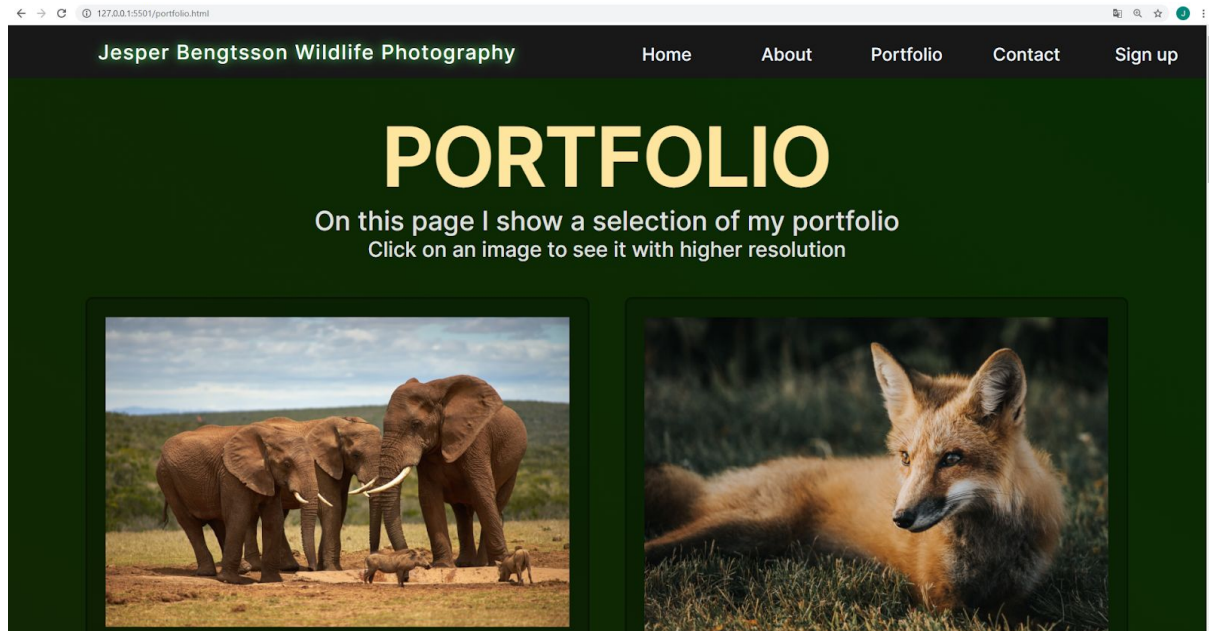 127.0.0.1:5501/portfolio.html
J
Jesper Bengtsson Wildlife Photography
Home About Portfolio Contact Sign up
PORTFOLIO
On this page I show a selection of my portfolio
Click on an image to see it with higher resolution